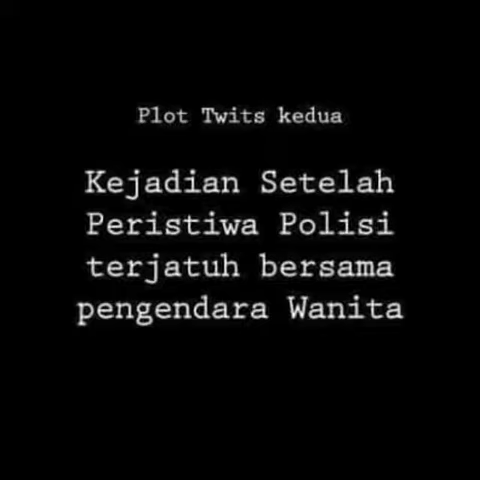 Plot Twits kedua
Kejadian Setelah
Peristiwa Polisi
terjatuh bersama
pengendara Wanita